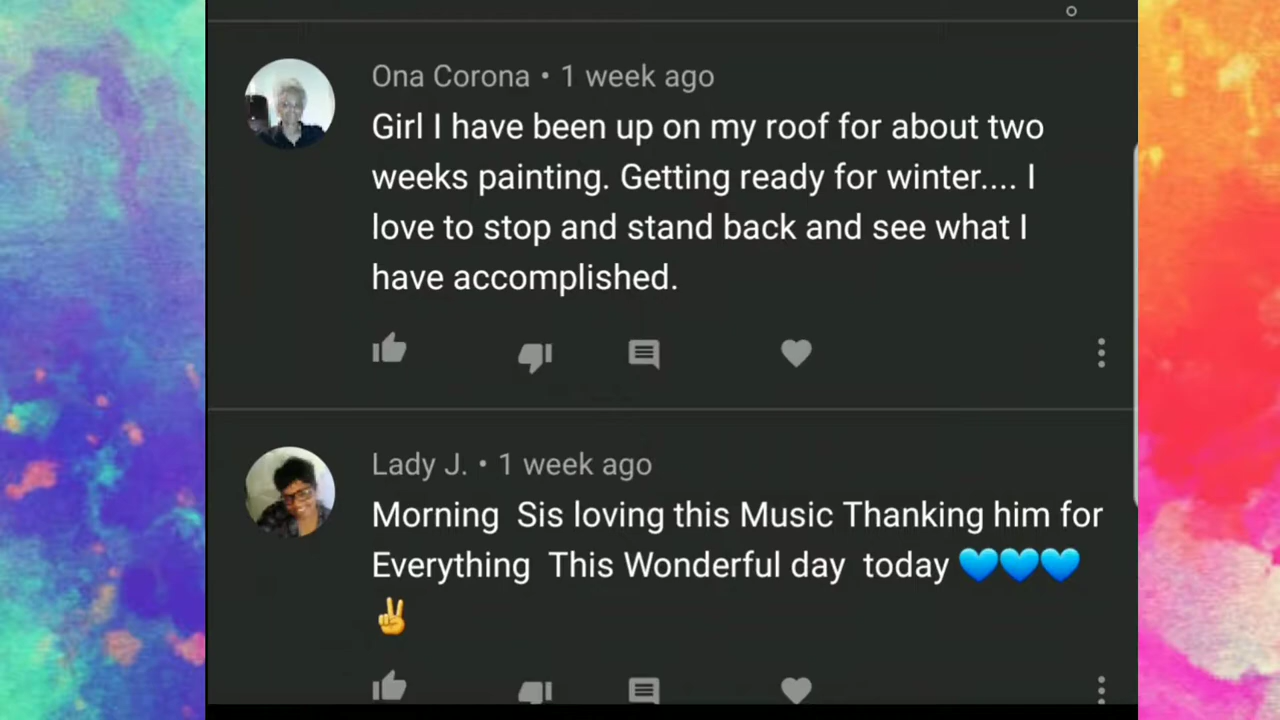 Ona Corona • 1 week ago
Girl I have been up on my roof for about two
weeks painting. Getting ready for winter.... I
love to stop and stand back and see what I
have accomplished.
Lady J. • 1 week ago
Morning  Sis loving this Music Thanking him for
Everything  This Wonderful day  today 💙💙💙
✌️